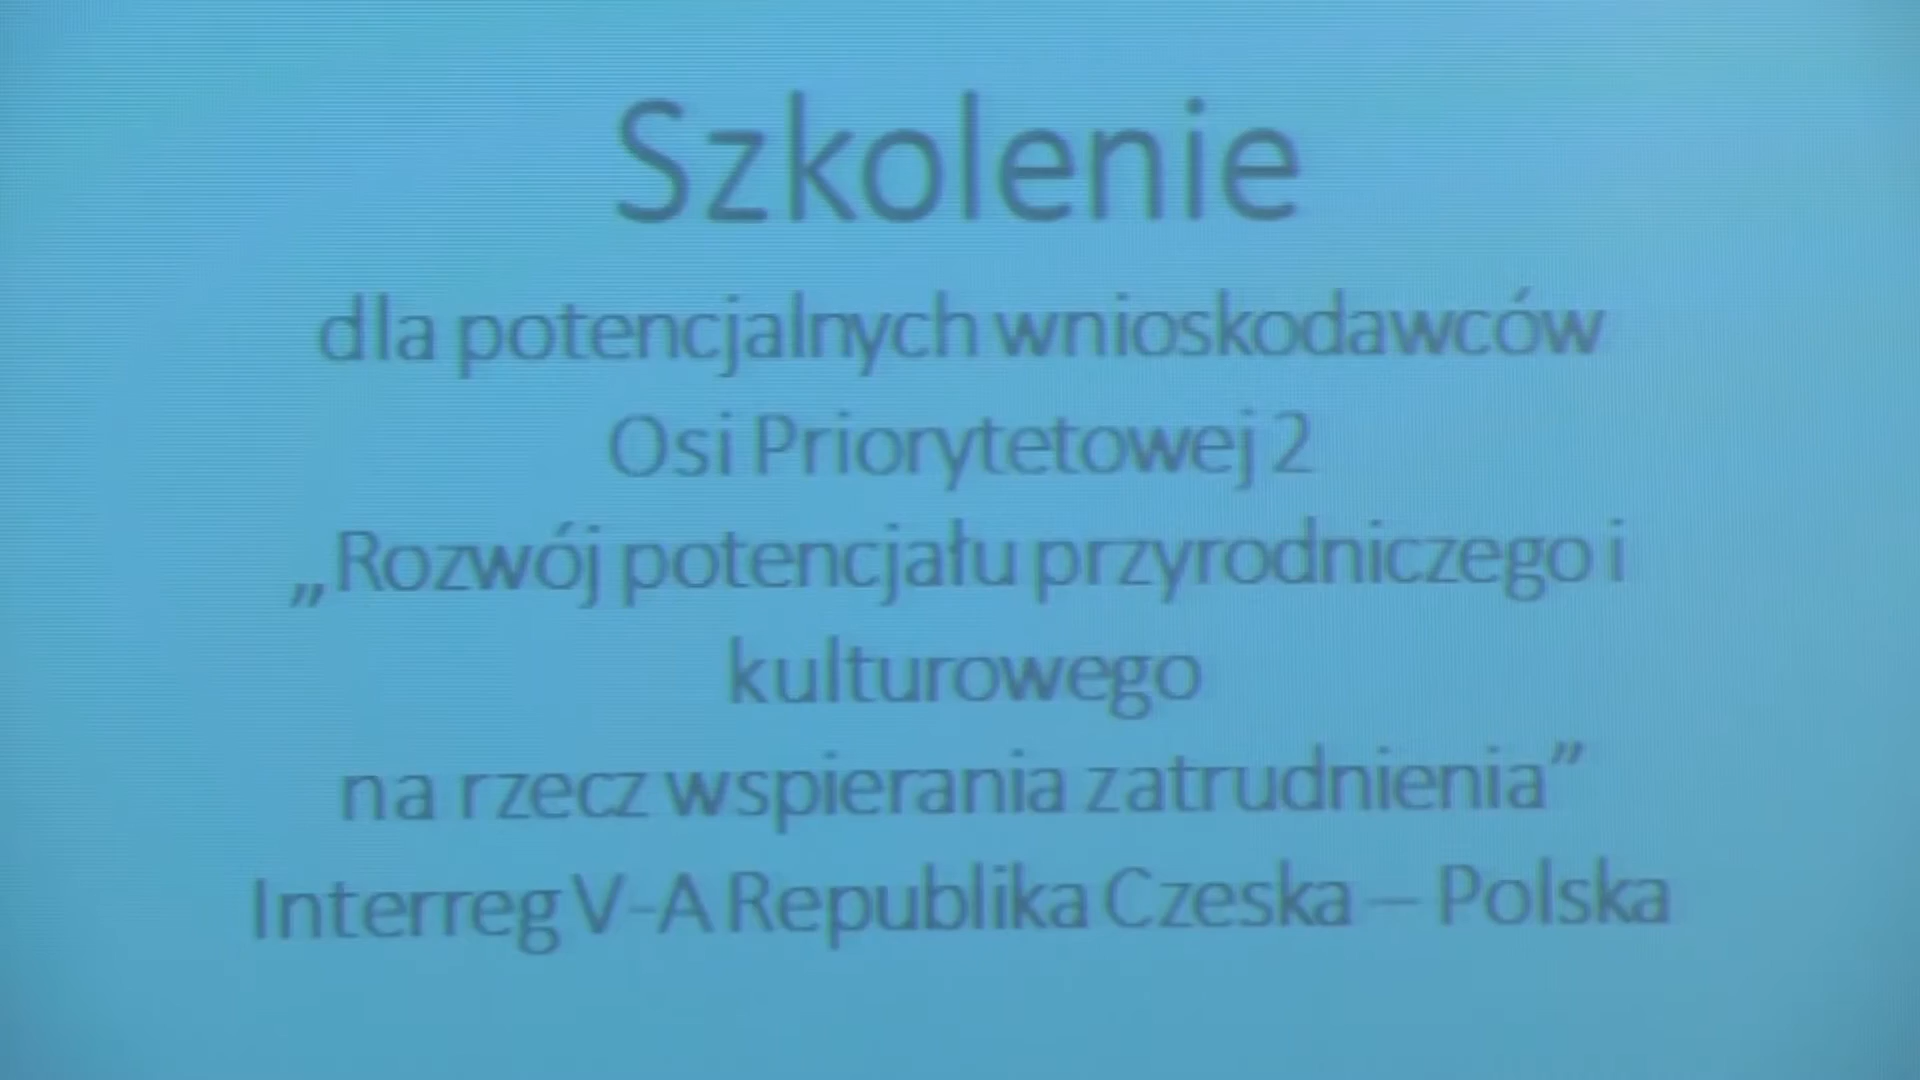 Szkolenie
dla potencjalnych wnioskodawców
Osi Priorytetowej 2
„Rozwój potencjału przyrodniczego i
kulturowego
na rzecz wspierania zatrudnienia”
Interreg V-A Republika Czeska – Polska